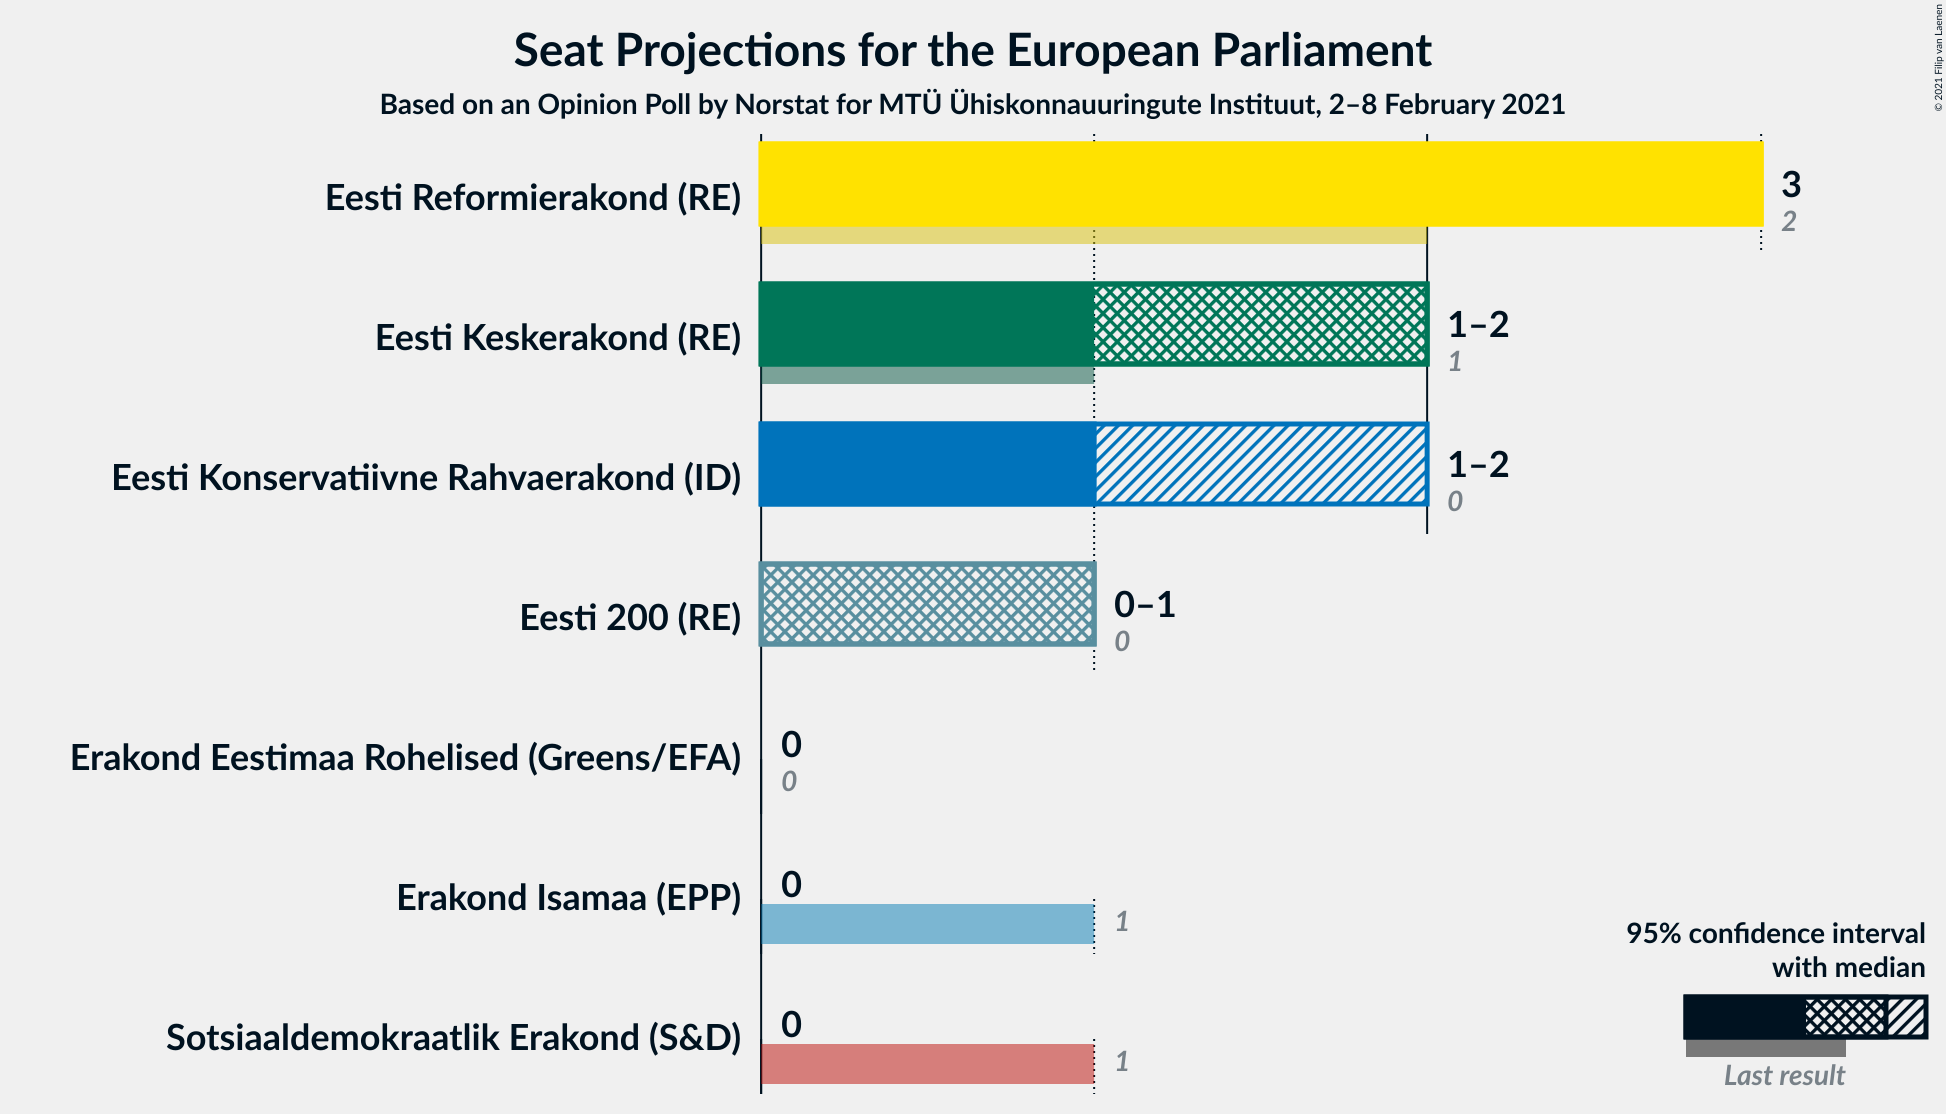 Seat Projections for the European Parliament
Based on an Opinion Poll by Norstat for MTÜ Ühiskonnauuringute Instituut, 2–8 February 2021
© 2021 Filip van Laenen
Eesti Reformierakond (RE)
3
2
Eesti Keskerakond (RE)
1–2
1
Eesti Konservatiivne Rahvaerakond (ID)
1–2
0
Eesti 200 (RE)
0–1
0
Erakond Eestimaa Rohelised (Greens/EFA)
0
0
Erakond Isamaa (EPP)
0
1
Sotsiaaldemokraatlik Erakond (S&D)
0
1
95% confidence interval
with median
Last result